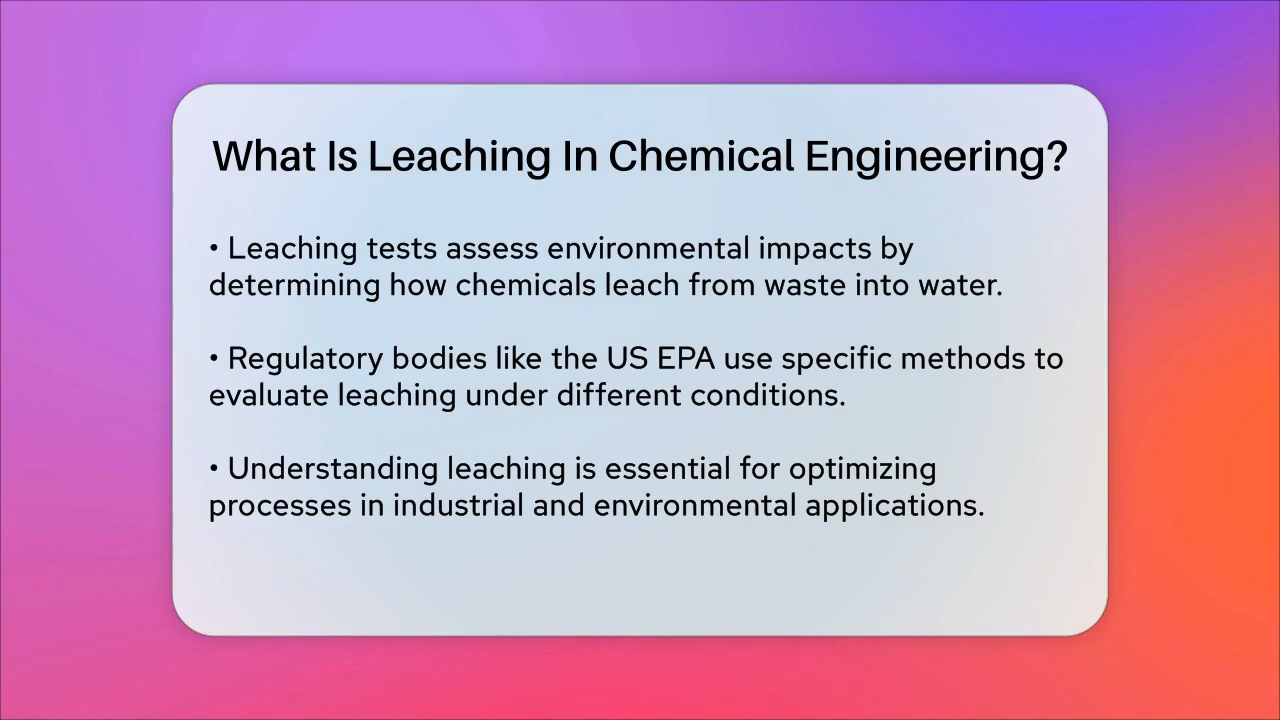 What Is Leaching In Chemical Engineering?
• Leaching tests assess environmental impacts by
determining how chemicals leach from waste into water.
• Regulatory bodies like the US EPA use specific methods to
evaluate leaching under different conditions.
• Understanding leaching is essential for optimizing
processes in industrial and environmental applications.